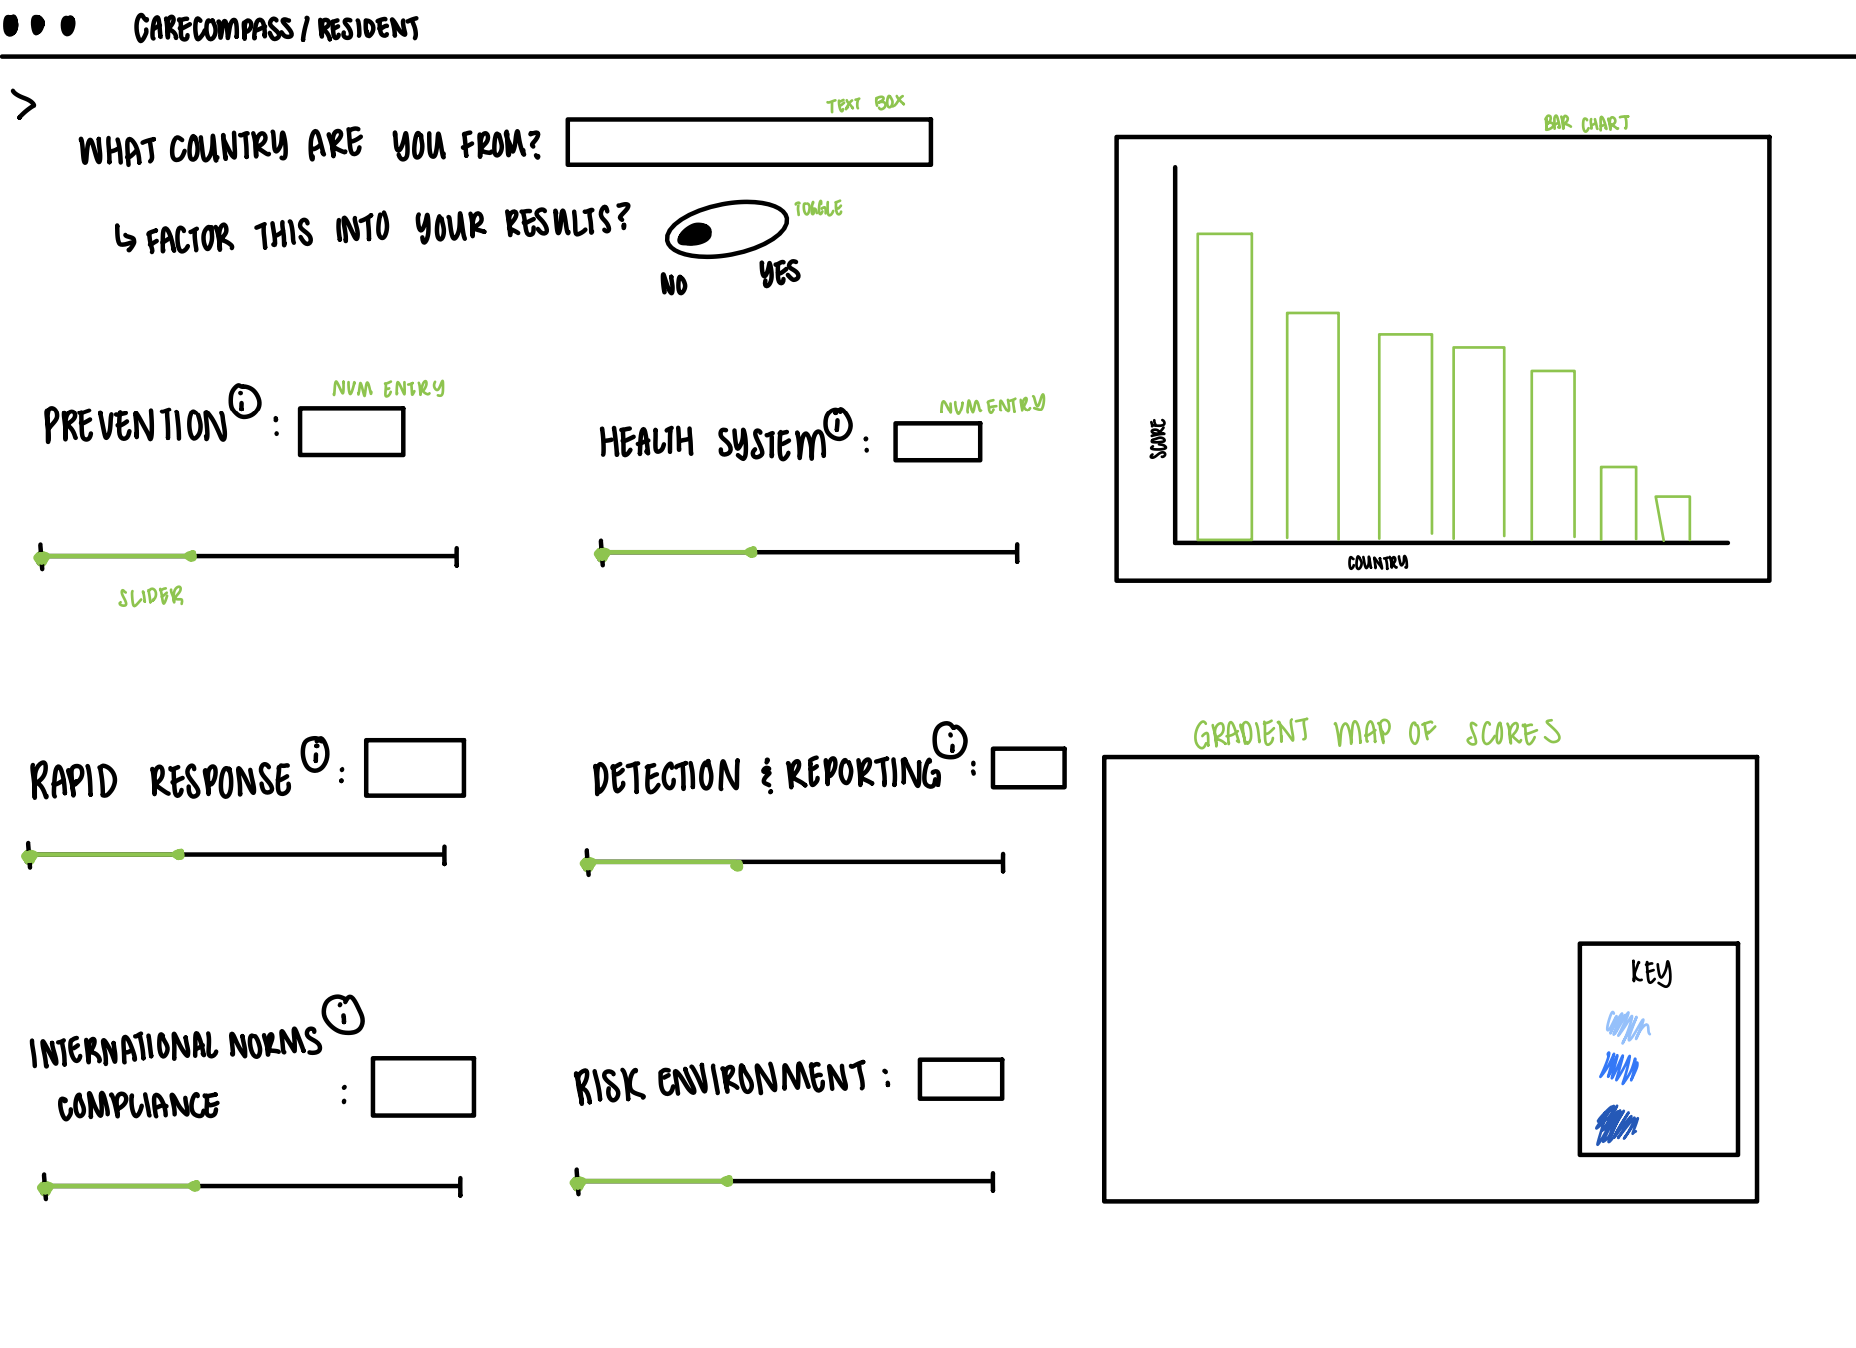 CARECOMPASS / RESIDENT
>
TEXT BOX
WHAT COUNTRY ARE YOU FROM?
TOGGLE
↳ FACTOR THIS INTO YOUR RESULTS?
NO YES
NUM ENTRY
PREVENTION i :
NUM ENTRY
HEALTH SYSTEM i :
SLIDER
RAPID RESPONSE i :
DETECTION & REPORTING i :
INTERNATIONAL NORMS i
COMPLIANCE :
RISK ENVIRONMENT :
BAR CHART
SCORE
COUNTRY
GRADIENT MAP OF SCORES
KEY